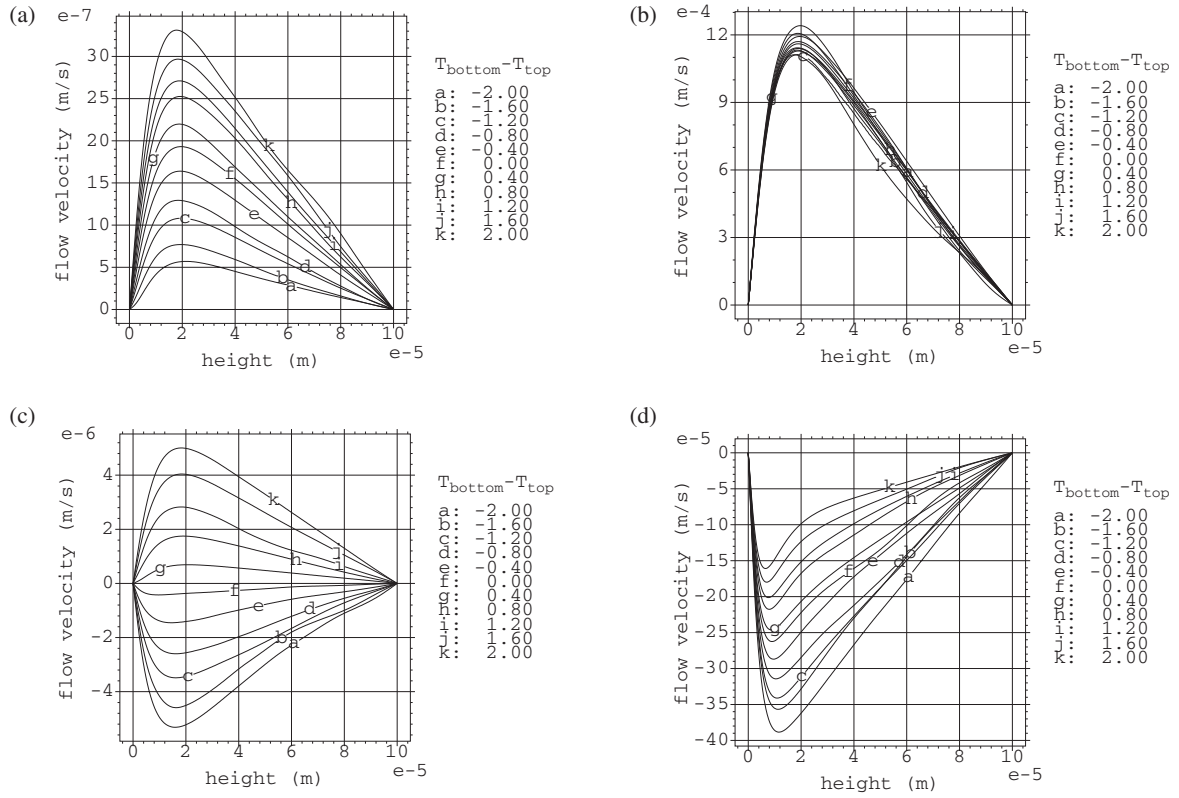 (a)
e-7
flow velocity (m/s)
30
25
20
15
10
5
0
k
g
f
h
e
j
c
i
d
b
a
0 2 4 6 8 10
e-5
height (m)
T_bottom-T_top
a: -2.00
b: -1.60
c: -1.20
d: -0.80
e: -0.40
f: 0.00
g: 0.40
h: 0.80
i: 1.20
j: 1.60
k: 2.00
(b)
e-4
flow velocity (m/s)
12
9
6
3
0
c
f
g
e
k
d
0 2 4 6 8 10
e-5
height (m)
T_bottom-T_top
a: -2.00
b: -1.60
c: -1.20
d: -0.80
e: -0.40
f: 0.00
g: 0.40
h: 0.80
i: 1.20
j: 1.60
k: 2.00
(c)
e-6
flow velocity (m/s)
4
2
0
-2
-4
k
j
h
i
g
f
e
d
b
a
c
0 2 4 6 8 10
e-5
height (m)
T_bottom-T_top
a: -2.00
b: -1.60
c: -1.20
d: -0.80
e: -0.40
f: 0.00
g: 0.40
h: 0.80
i: 1.20
j: 1.60
k: 2.00
(d)
e-5
flow velocity (m/s)
0
-5
-10
-15
-20
-25
-30
-35
-40
j i
k
h
b
e
d
f
a
g
c
0 2 4 6 8 10
e-5
height (m)
T_bottom-T_top
a: -2.00
b: -1.60
c: -1.20
d: -0.80
e: -0.40
f: 0.00
g: 0.40
h: 0.80
i: 1.20
j: 1.60
k: 2.00